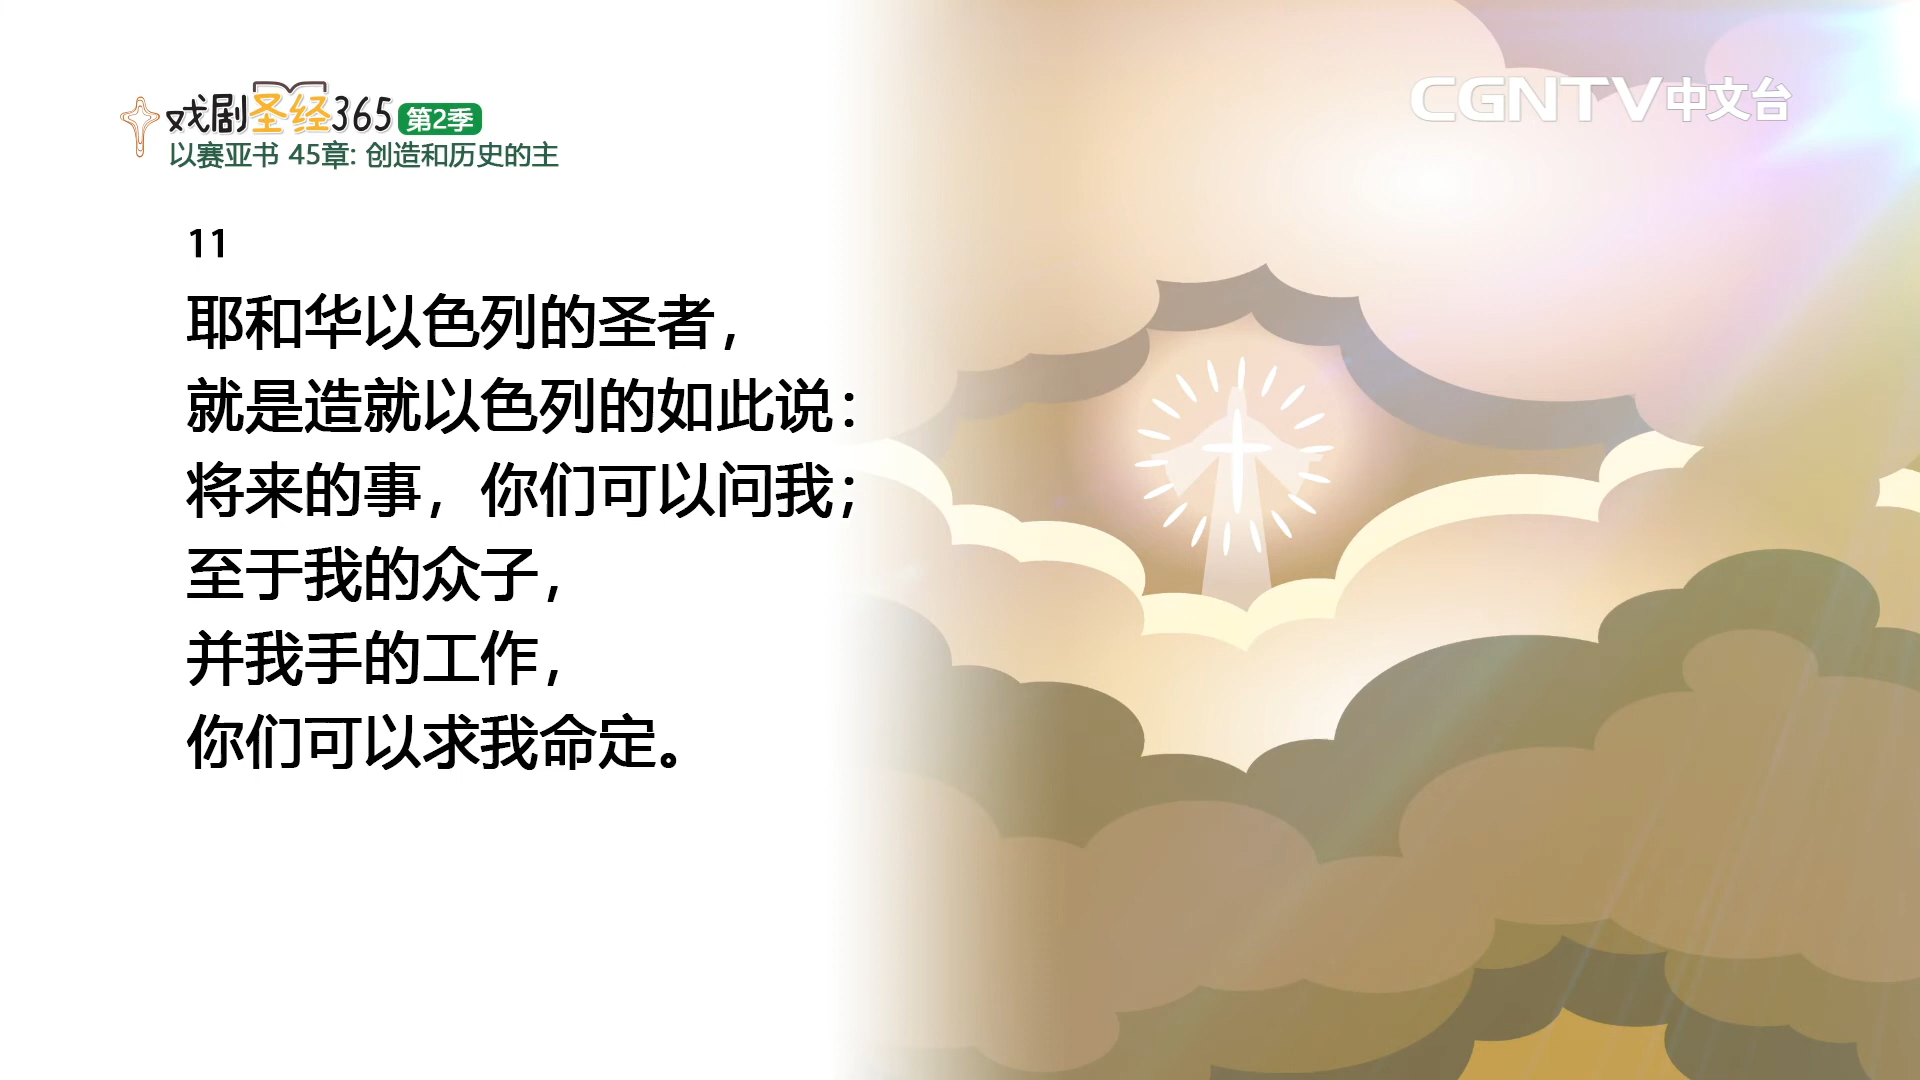 戏剧圣经365 第2季
CGNTV中文台
以赛亚书 45章: 创造和历史的主
11
耶和华以色列的圣者，
就是造就以色列的如此说：
将来的事，你们可以问我；
至于我的众子，
并我手的工作，
你们可以求我命定。